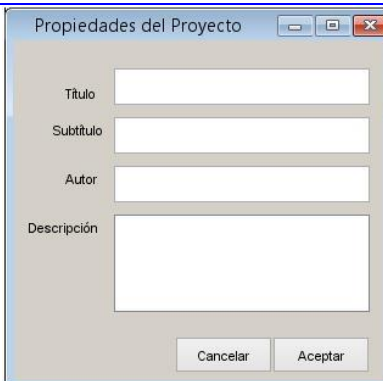 Propiedades del Proyecto
Título
Subtítulo
Autor
Descripción
Cancelar Aceptar